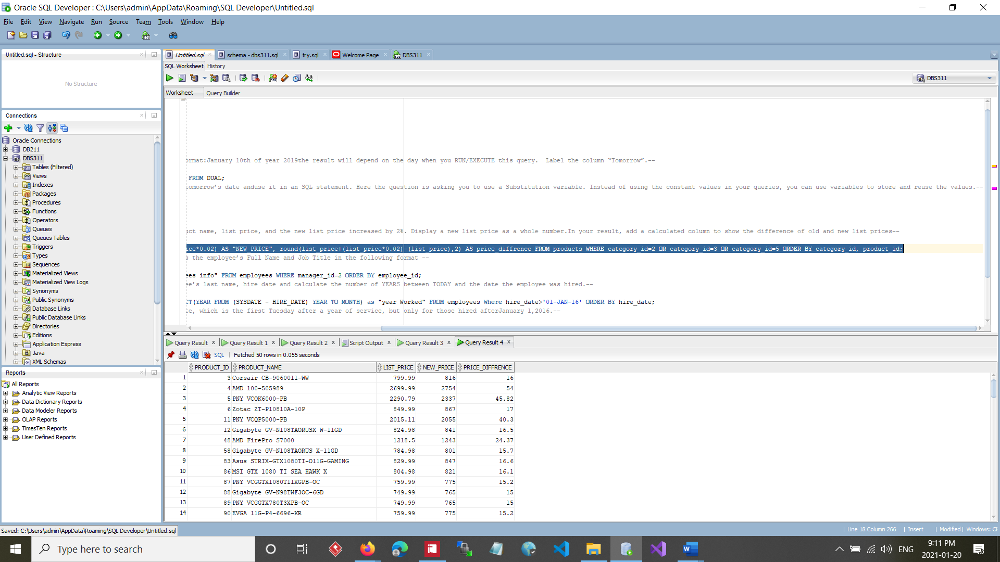 Oracle SQL Developer : C:\Users\admin\AppData\Roaming\SQL Developer\Untitled.sql
File Edit View Navigate Run Source Team Tools Window Help
Untitled.sql - Structure
No Structure
Connections
Oracle Connections
DB211
DBS311
Tables (Filtered)
Views
Indexes
Packages
Procedures
Functions
Operators
Queues
Queues Tables
Triggers
Types
Sequences
Materialized Views
Materialized View Logs
Synonyms
Public Synonyms
Database Links
Public Database Links
Directories
Editions
Application Express
Java
XML Schemas
Reports
All Reports
Analytic View Reports
Data Dictionary Reports
Data Modeler Reports
OLAP Reports
TimesTen Reports
User Defined Reports
Untitled.sql schema - dbs311.sql try.sql Welcome Page DBS311
SQL Worksheet History
DBS311
Worksheet Query Builder
ormat:January 10th of year 2019the result will depend on the day when you RUN/EXECUTE this query.  Label the column “Tomorrow”.--
FROM DUAL;
tomorrow’s date anduse it in an SQL statement. Here the question is asking you to use a Substitution variable. Instead of using the constant values in your queries, you can use variables to store and reuse the values.--
uct name, list price, and the new list price increased by 2%. Display a new list price as a whole number.In your result, add a calculated column to show the difference of old and new list prices--
ice*0.02) AS "NEW_PRICE", round(list_price+(list_price*0.02)-(list_price),2) AS price_diffrence FROM products WHERE category_id=2 OR category_id=3 OR category_id=5 ORDER BY category_id, product_id;
s the employee’s Full Name and Job Title in the following format --
ees info" FROM employees WHERE manager_id=2 ORDER BY employee_id;
ee’s last name, hire date and calculate the number of YEARS between TODAY and the date the employee was hired.--
CT(YEAR FROM (SYSDATE - HIRE_DATE) YEAR TO MONTH) as "year Worked" FROM employees Where hire_date>'01-JAN-16' ORDER BY hire_date;
te, which is the first Tuesday after a year of service, but only for those hired afterJanuary 1,2016.--
Query Result Query Result 1 Query Result 2 Script Output Query Result 3 Query Result 4
SQL Fetched 50 rows in 0.055 seconds
PRODUCT_ID PRODUCT_NAME LIST_PRICE NEW_PRICE PRICE_DIFFRENCE
1 3 Corsair CB-9060011-WW 799.99 816 16
2 4 AMD 100-505989 2699.99 2754 54
3 5 PNY VCQK6000-PB 2290.79 2337 45.82
4 6 Zotac ZT-P10810A-10P 849.99 867 17
5 11 PNY VCQP5000-PB 2015.11 2055 40.3
6 12 Gigabyte GV-N108TAORUSX W-11GD 824.98 841 16.5
7 48 AMD FirePro S7000 1218.5 1243 24.37
8 58 Gigabyte GV-N108TAORUS X-11GD 784.98 801 15.7
9 83 Asus STRIX-GTX1080TI-O11G-GAMING 829.99 847 16.6
10 86 MSI GTX 1080 TI SEA HAWK X 804.98 821 16.1
11 87 PNY VCGGTX1080T11XGPB-OC 759.99 775 15.2
12 88 Gigabyte GV-N98TWF3OC-6GD 749.99 765 15
13 89 PNY VCGGTX780T3XPB-OC 749.99 765 15
14 90 EVGA 11G-P4-6696-KR 759.99 775 15.2
Saved: C:\Users\admin\AppData\Roaming\SQL Developer\Untitled.sql
Line 18 Column 266 Insert Modified Windows: CF
Type here to search
ENG
9:11 PM
2021-01-20